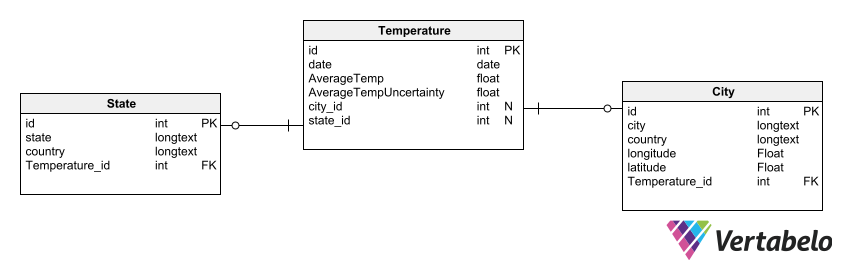 Temperature
id int PK
date date
AverageTemp float
AverageTempUncertainty float
city_id int N
state_id int N
State
id int PK
state longtext
country longtext
Temperature_id int FK
City
id int PK
city longtext
country longtext
longitude Float
latitude Float
Temperature_id int FK
Vertabelo